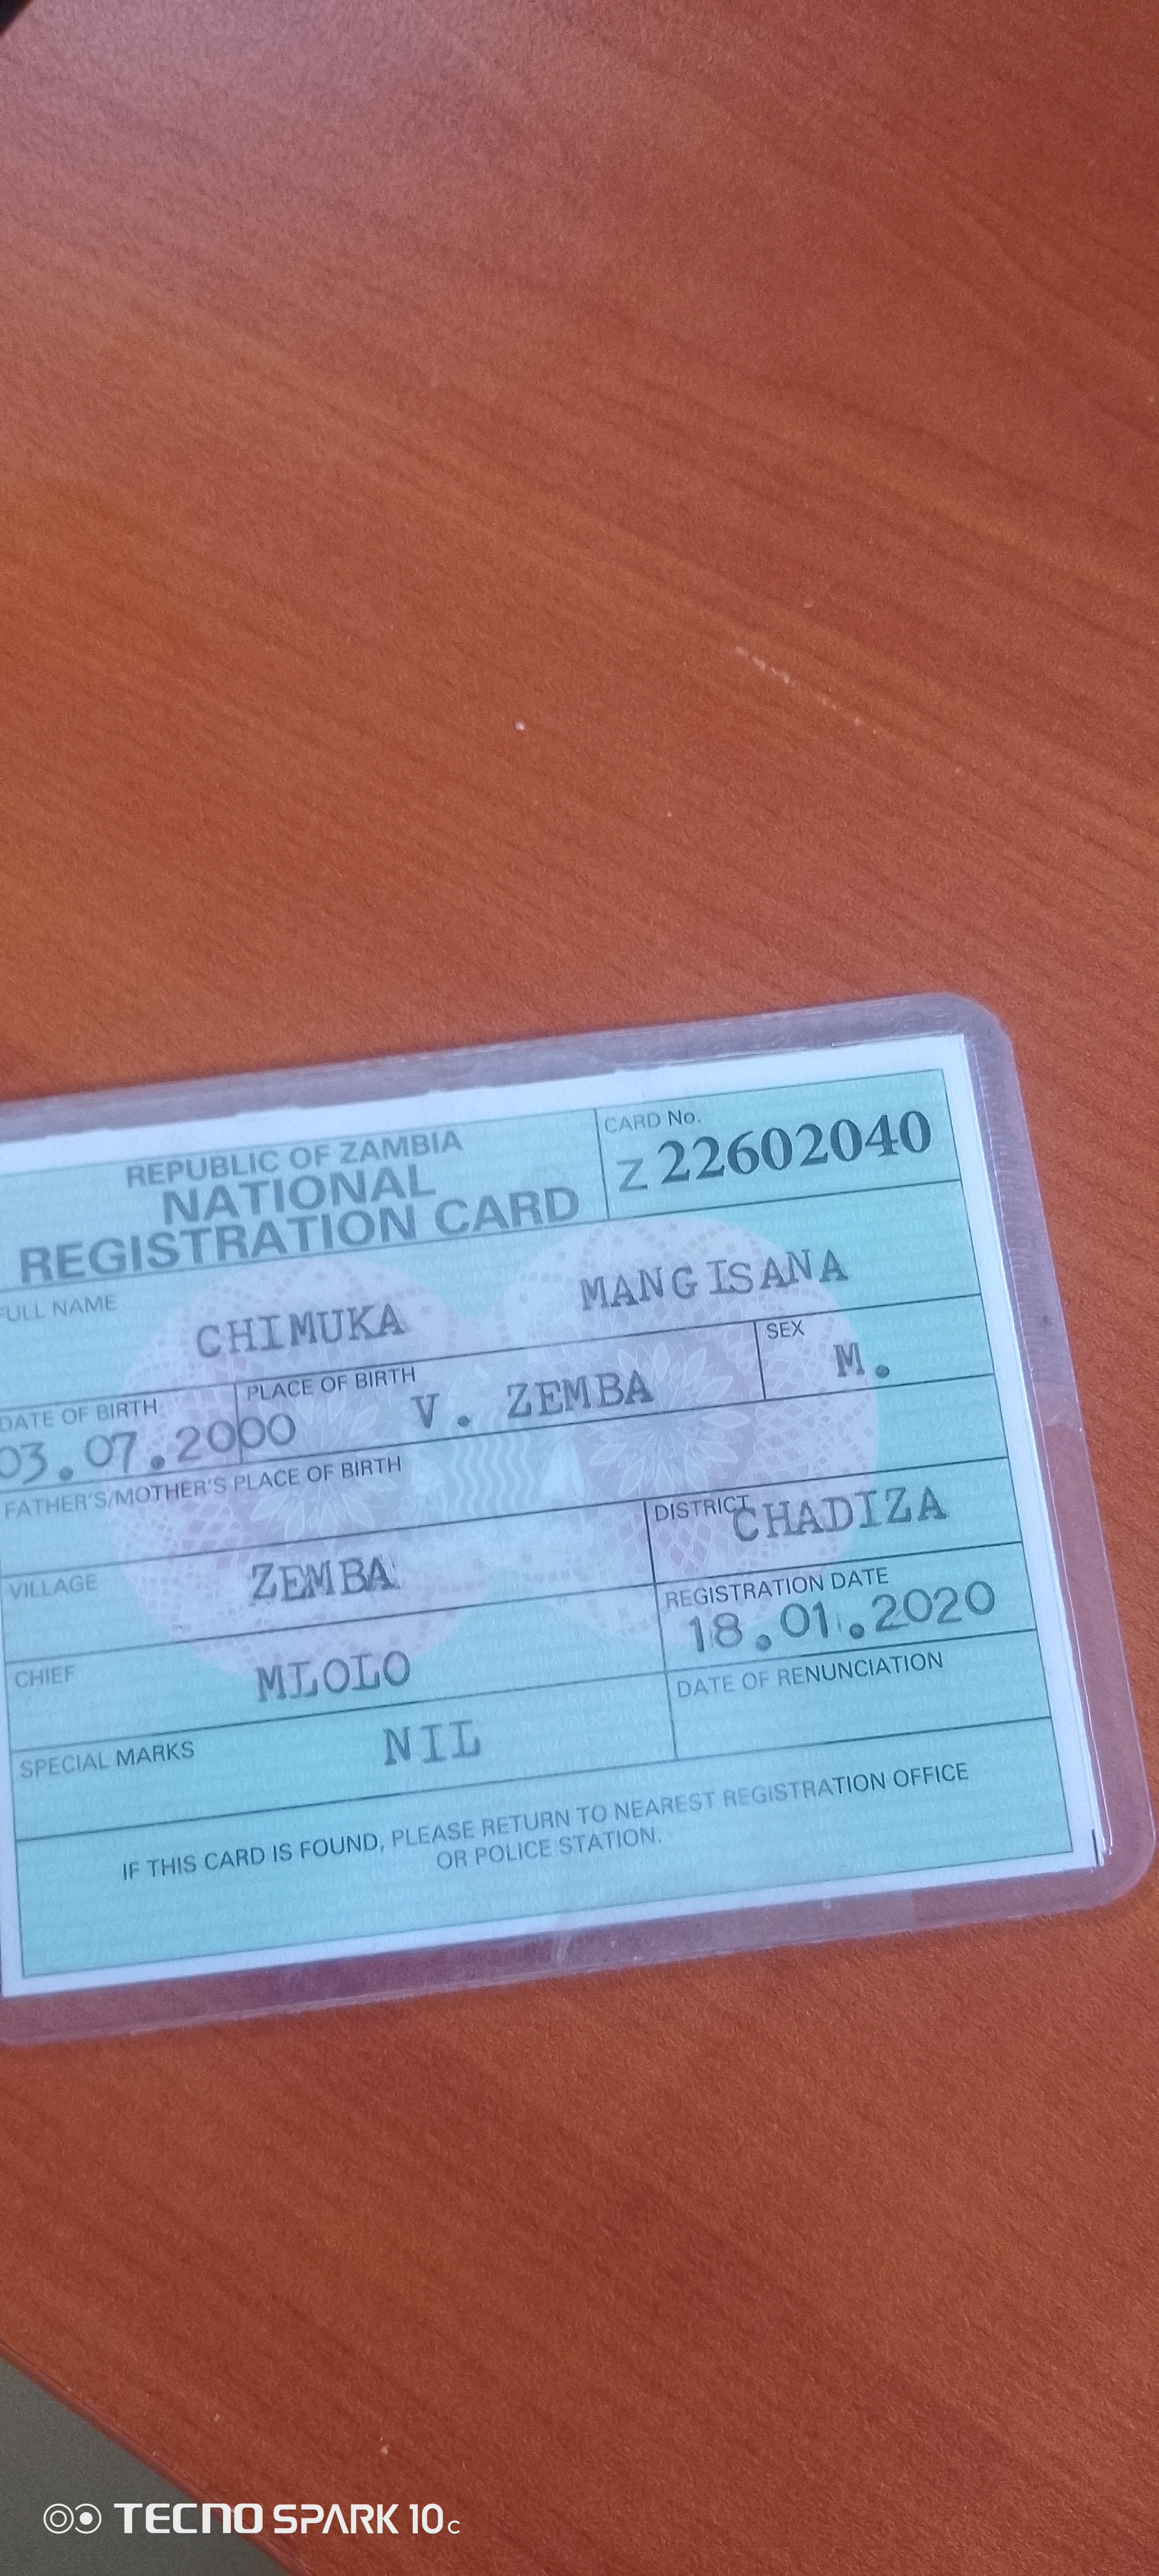 REPUBLIC OF ZAMBIA
NATIONAL
REGISTRATION CARD
CARD No.
Z 22602040
FULL NAME
CHIMUKA MANGISANA
DATE OF BIRTH
03.07.2000
PLACE OF BIRTH
V. ZEMBA
SEX
M.
FATHER'S/MOTHER'S PLACE OF BIRTH
VILLAGE
ZEMBA
DISTRICT
CHADIZA
CHIEF
MLOLO
REGISTRATION DATE
18.01.2020
SPECIAL MARKS
NIL
DATE OF RENUNCIATION
IF THIS CARD IS FOUND, PLEASE RETURN TO NEAREST REGISTRATION OFFICE
OR POLICE STATION.
TECNO SPARK 10c